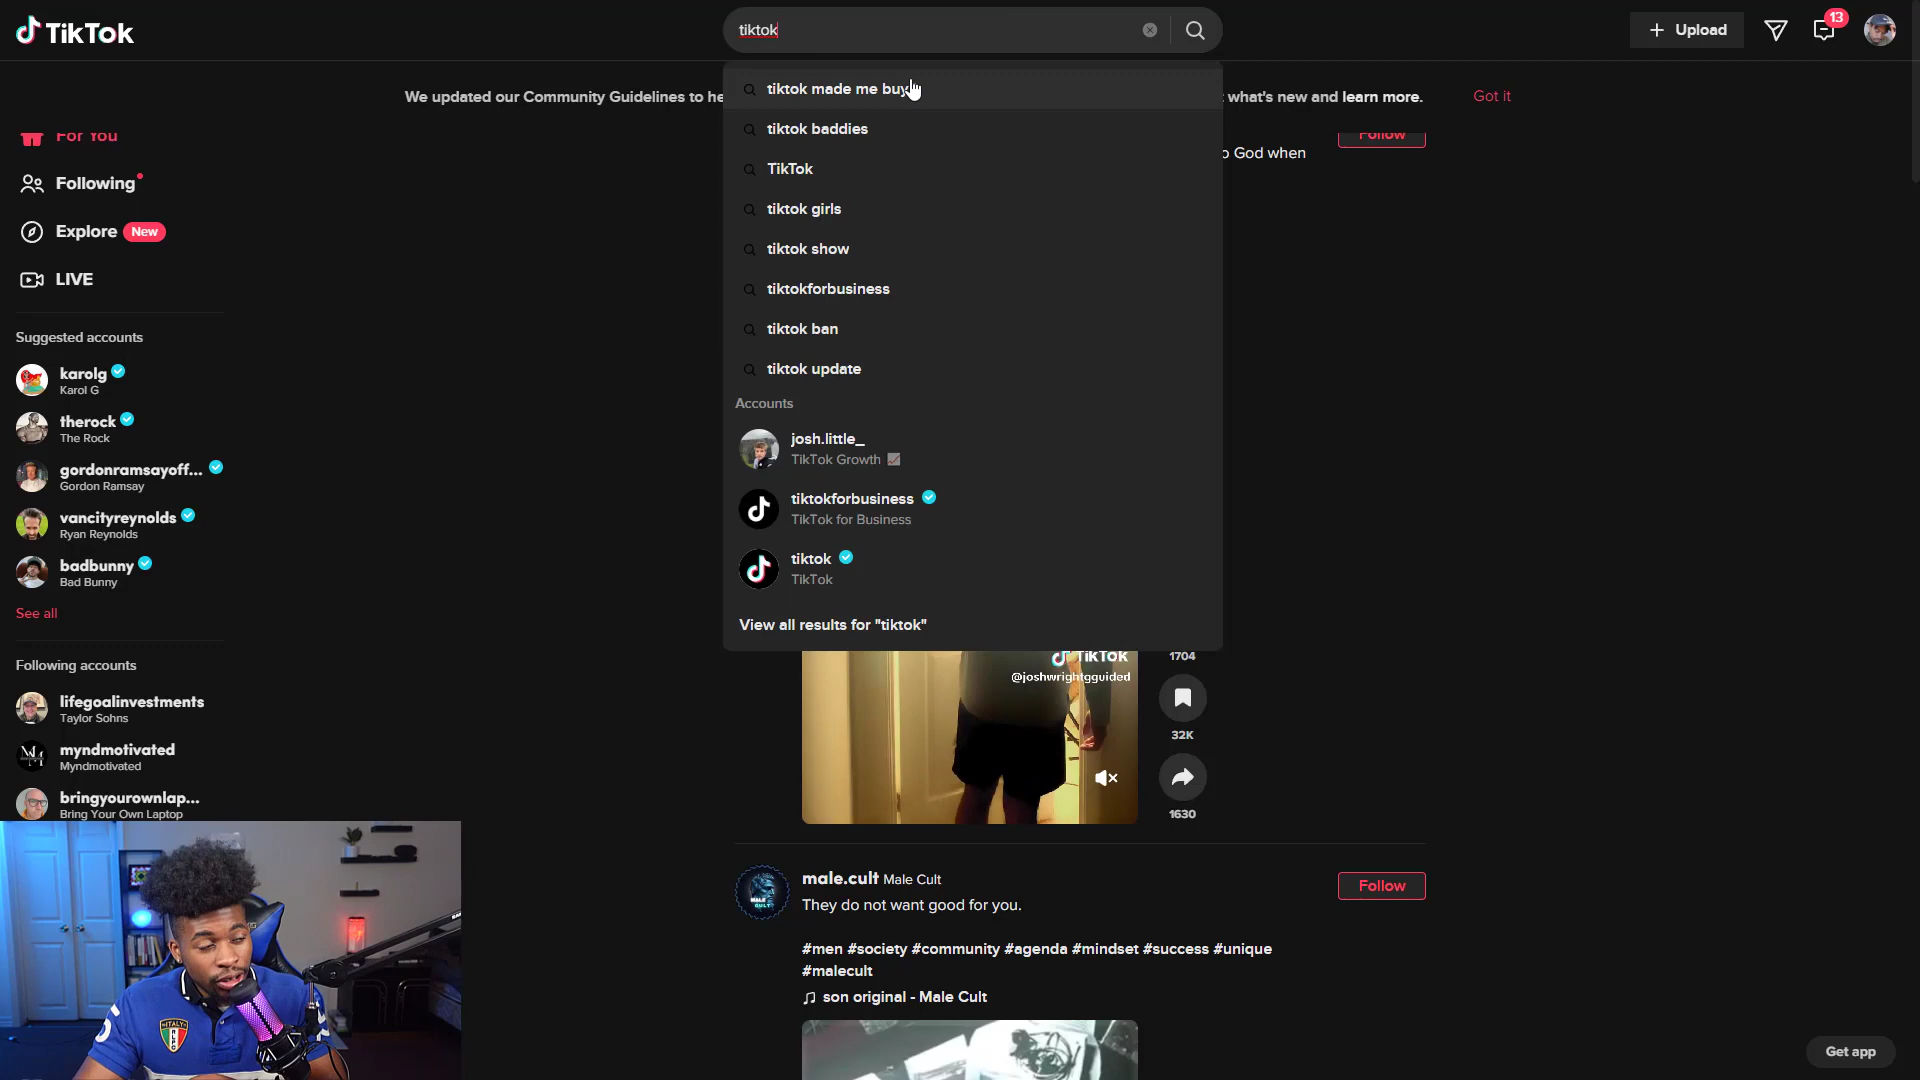 TikTok
tiktok
Upload
13
We updated our Community Guidelines to he
what's new and learn more.
Got it
For You
Following
Explore New
LIVE
Suggested accounts
karolg
Karol G
therock
The Rock
gordonramsayoff...
Gordon Ramsay
vancityreynolds
Ryan Reynolds
badbunny
Bad Bunny
See all
Following accounts
lifegoalinvestments
Taylor Sohns
myndmotivated
Myndmotivated
bringyourownlap...
Bring Your Own Laptop
tiktok made me buy
tiktok baddies
TikTok
tiktok girls
tiktok show
tiktokforbusiness
tiktok ban
tiktok update
Accounts
josh.little_
TikTok Growth
tiktokforbusiness
TikTok for Business
tiktok
TikTok
View all results for "tiktok"
Follow
o God when
TikTok
@joshwrightgguided
1704
32K
1630
male.cult Male Cult
They do not want good for you.
Follow
#men #society #community #agenda #mindset #success #unique
#malecult
son original - Male Cult
MALE
CULT
ITALY
Get app